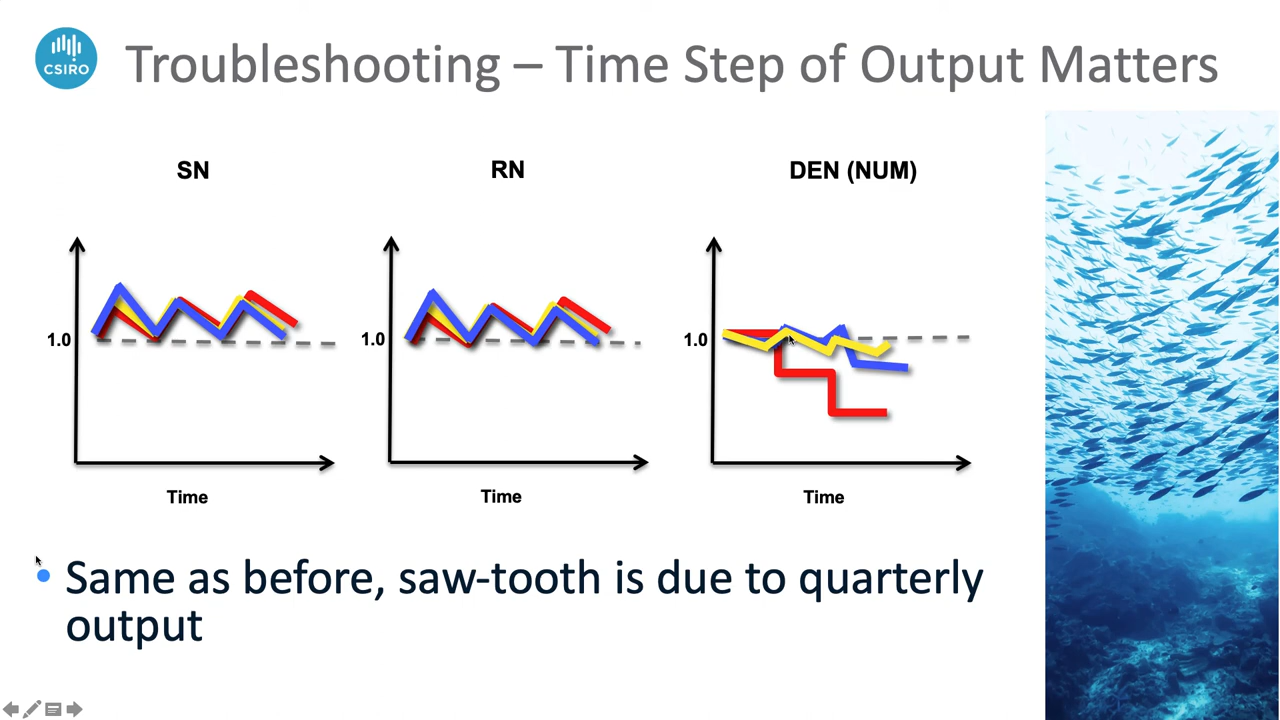 CSIRO
Troubleshooting – Time Step of Output Matters
SN
RN
DEN (NUM)
1.0
1.0
1.0
Time
Time
Time
• Same as before, saw-tooth is due to quarterly
output